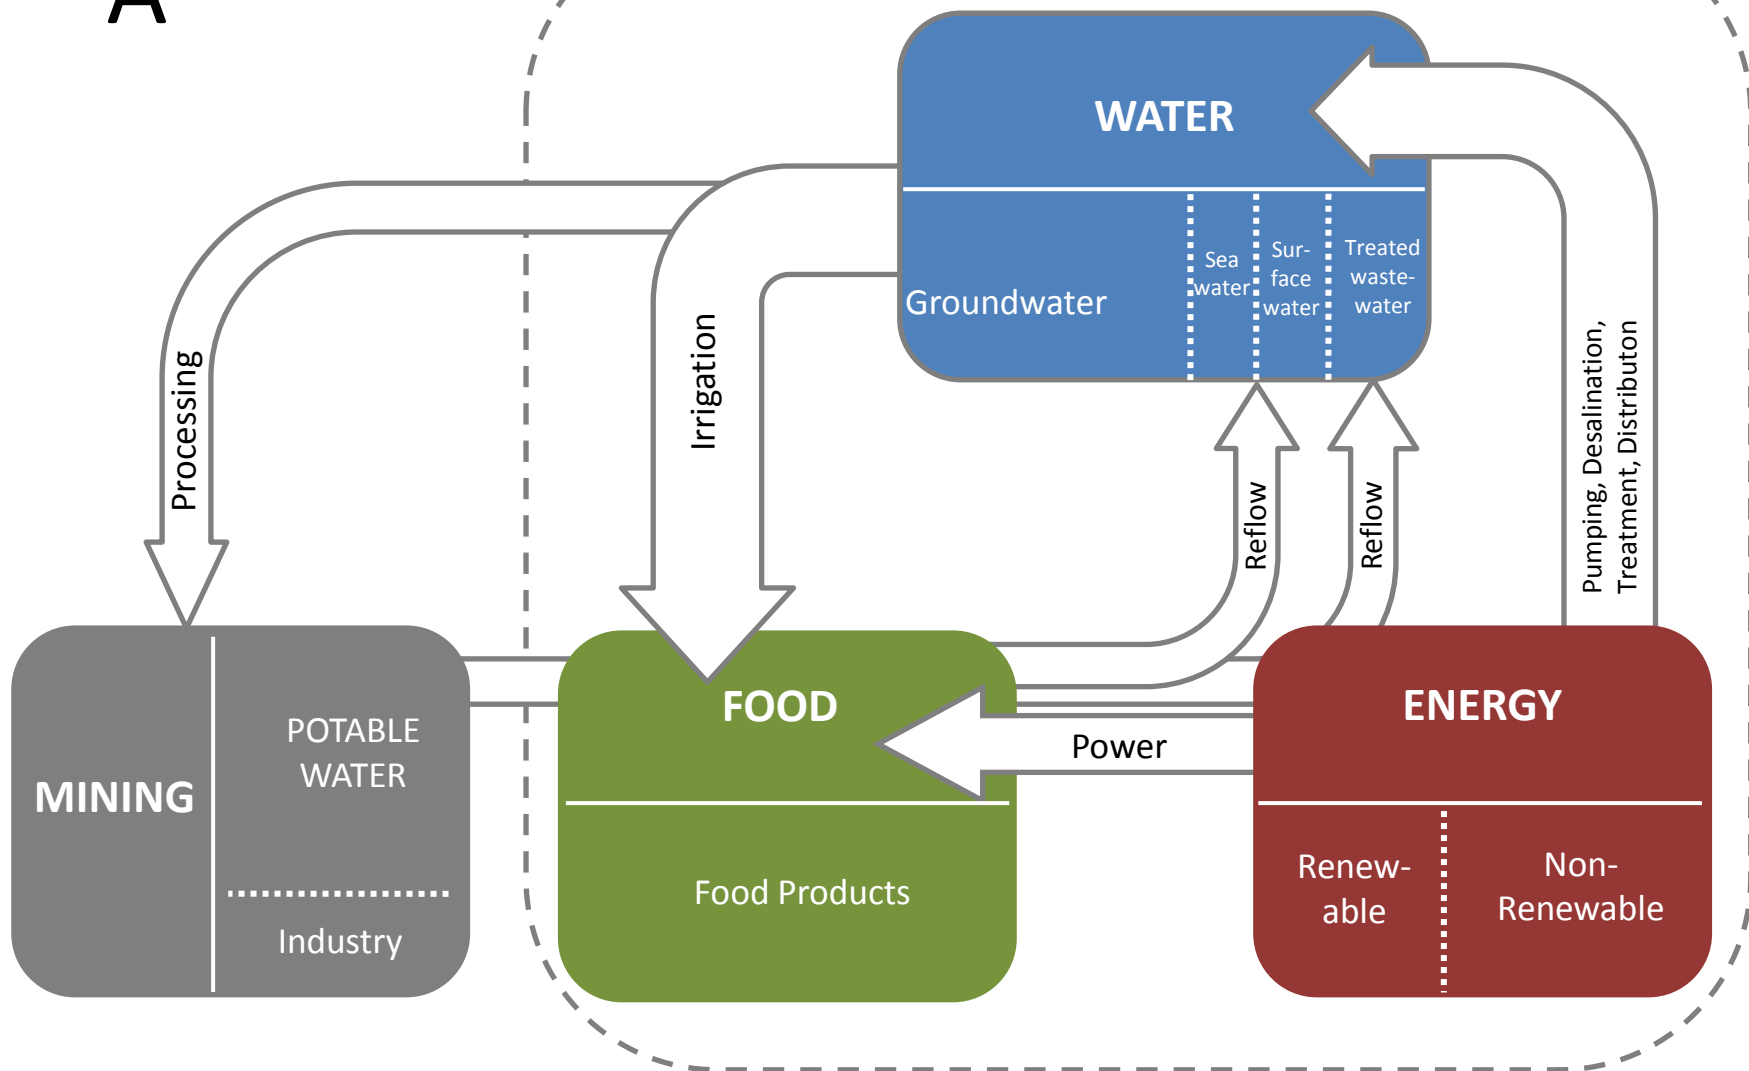 A
WATER
Groundwater
Sea
water
Sur-
face
water
Treated
waste-
water
Processing
Irrigation
Reflow
Reflow
Pumping, Desalination,
Treatment, Distributon
MINING
POTABLE
WATER
Industry
FOOD
Food Products
Power
ENERGY
Renew-
able
Non-
Renewable